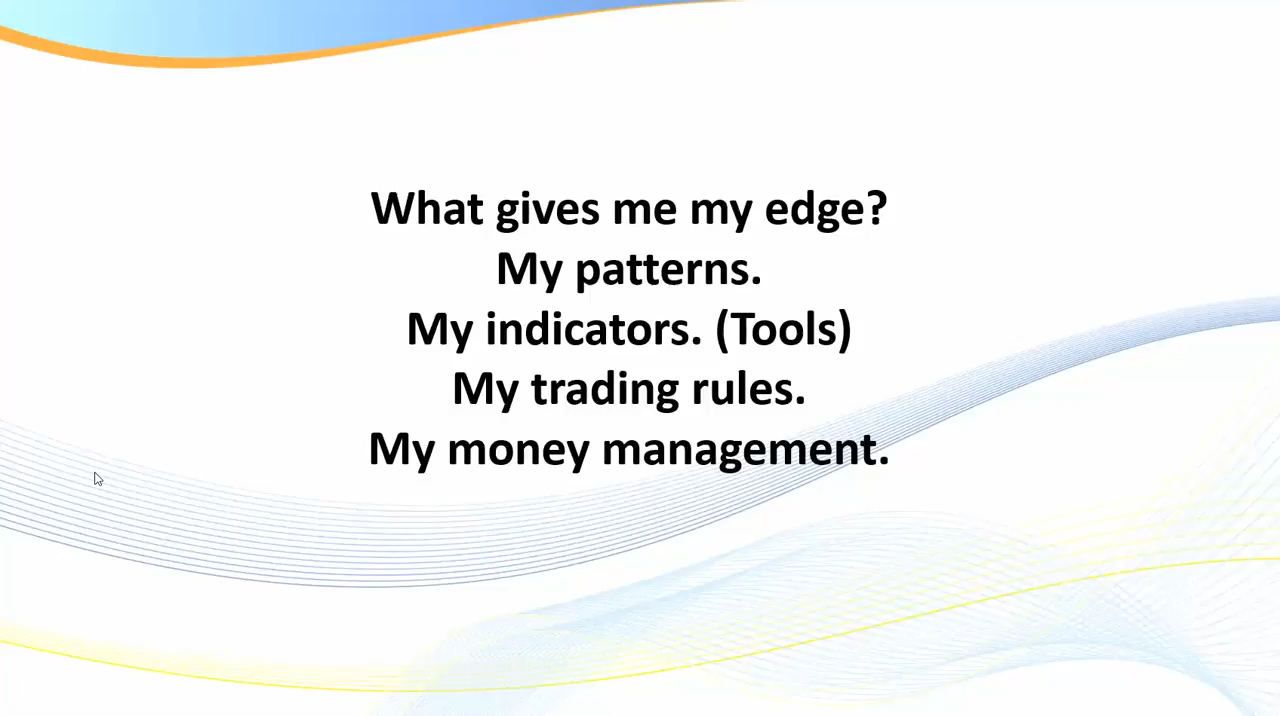 What gives me my edge?
My patterns.
My indicators. (Tools)
My trading rules.
My money management.